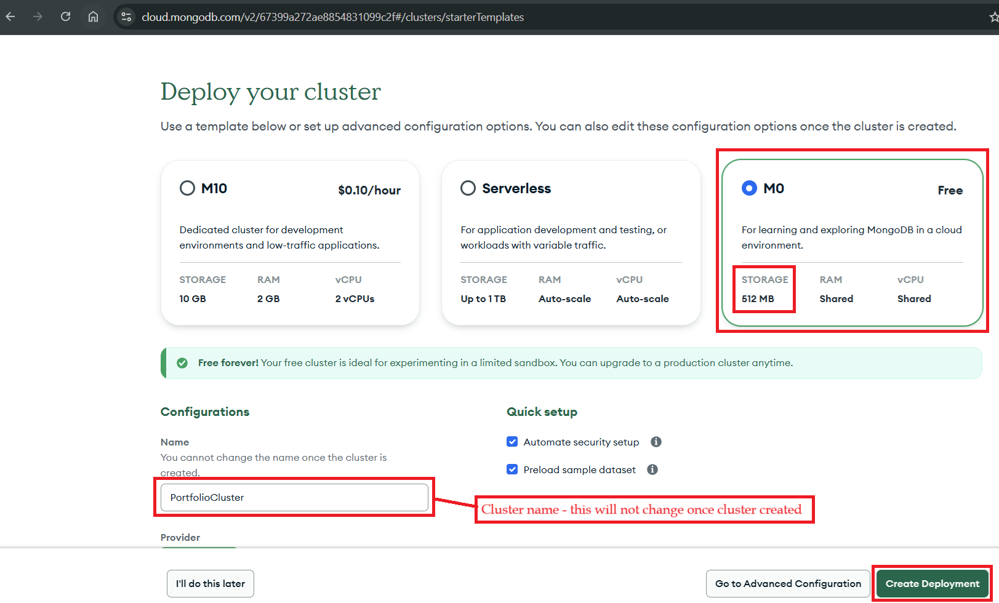 cloud.mongodb.com/v2/67399a272ae8854831099c2f#/clusters/starterTemplates
Deploy your cluster
Use a template below or set up advanced configuration options. You can also edit these configuration options once the cluster is created.
M10 $0.10/hour
Dedicated cluster for development
environments and low-traffic applications.
STORAGE RAM vCPU
10 GB 2 GB 2 vCPUs
Serverless
For application development and testing, or
workloads with variable traffic.
STORAGE RAM vCPU
Up to 1 TB Auto-scale Auto-scale
M0 Free
For learning and exploring MongoDB in a cloud
environment.
STORAGE RAM vCPU
512 MB Shared Shared
Free forever! Your free cluster is ideal for experimenting in a limited sandbox. You can upgrade to a production cluster anytime.
Configurations
Name
You cannot change the name once the cluster is
created.
PortfolioCluster
Provider
Quick setup
Automate security setup
Preload sample dataset
Cluster name - this will not change once cluster created
I'll do this later
Go to Advanced Configuration
Create Deployment